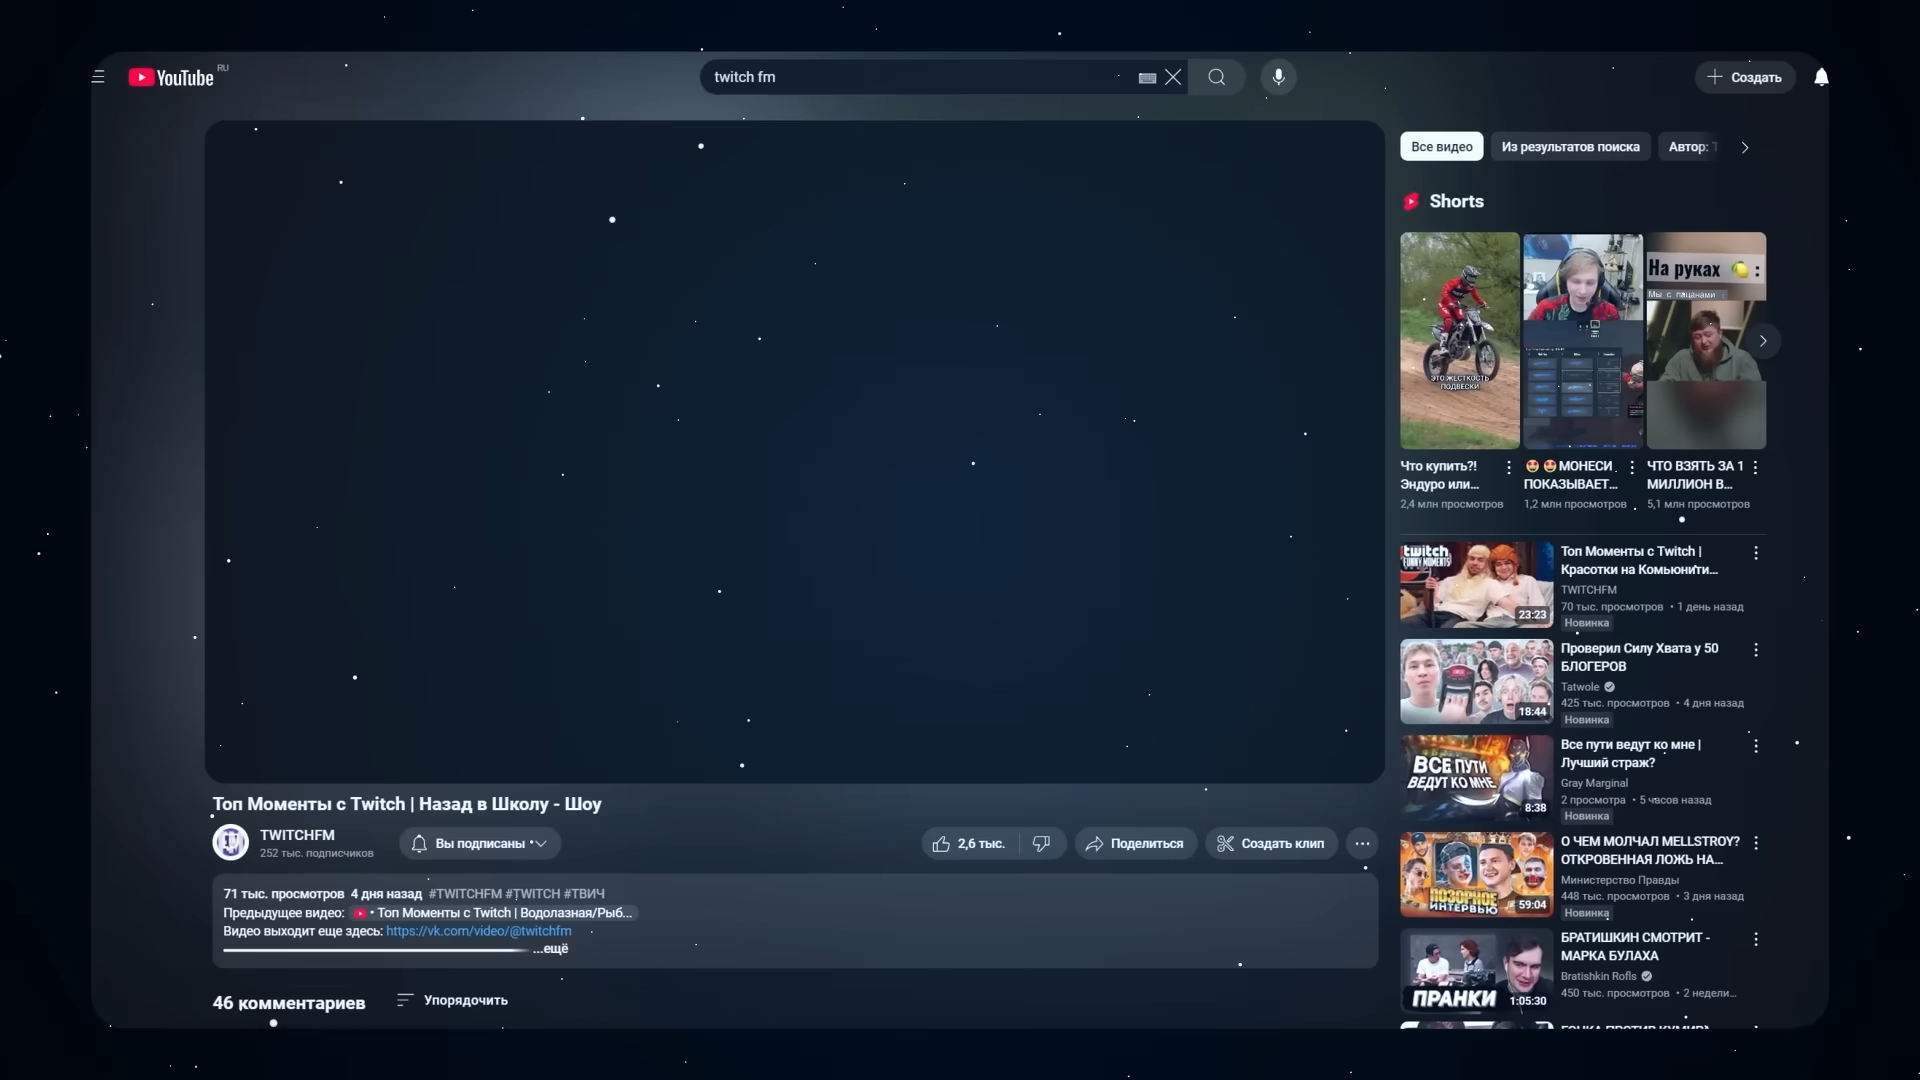 YouTube RU
twitch fm
Создать
Все видео
Из результатов поиска
Автор:
Shorts
ЭТО ЖЕСТКОСТЬ
ПОДВЕСКИ
На руках 🍋 :
Мы с пацанами
Что купить?!
Эндуро или...
2,4 млн просмотров
🤩🤩МОНЕСИ
ПОКАЗЫВАЕТ...
1,2 млн просмотров
ЧТО ВЗЯТЬ ЗА 1
МИЛЛИОН В...
5,1 млн просмотров
twitch
FUNNY MOMENTS
23:23
Топ Моменты с Twitch |
Красотки на Комьюнити...
TWITCHFM
70 тыс. просмотров • 1 день назад
Новинка
18:44
Проверил Силу Хвата у 50
БЛОГЕРОВ
Tatwole
425 тыс. просмотров • 4 дня назад
Новинка
ВСЕ ПУТИ
ВЕДУТ КО МНЕ
8:38
Все пути ведут ко мне |
Лучший страж?
Gray Marginal
2 просмотра • 5 часов назад
Новинка
ПОЗОРНОЕ
ИНТЕРВЬЮ
59:04
О ЧЕМ МОЛЧАЛ MELLSTROY?
ОТКРОВЕННАЯ ЛОЖЬ НА...
Министерство Правды
448 тыс. просмотров • 3 дня назад
Новинка
ПРАНКИ
1:05:30
БРАТИШКИН СМОТРИТ -
МАРКА БУЛАХА
Bratishkin Rofls
450 тыс. просмотров • 2 недели...
Топ Моменты с Twitch | Назад в Школу - Шоу
TWITCHFM
252 тыс. подписчиков
Вы подписаны
2,6 тыс.
Поделиться
Создать клип
71 тыс. просмотров 4 дня назад #TWITCHFM #TWITCH #ТВИЧ
Предыдущее видео: • Топ Моменты с Twitch | Водолазная/Рыб...
Видео выходит еще здесь: https://vk.com/video/@twitchfm
...ещё
46 комментариев
Упорядочить